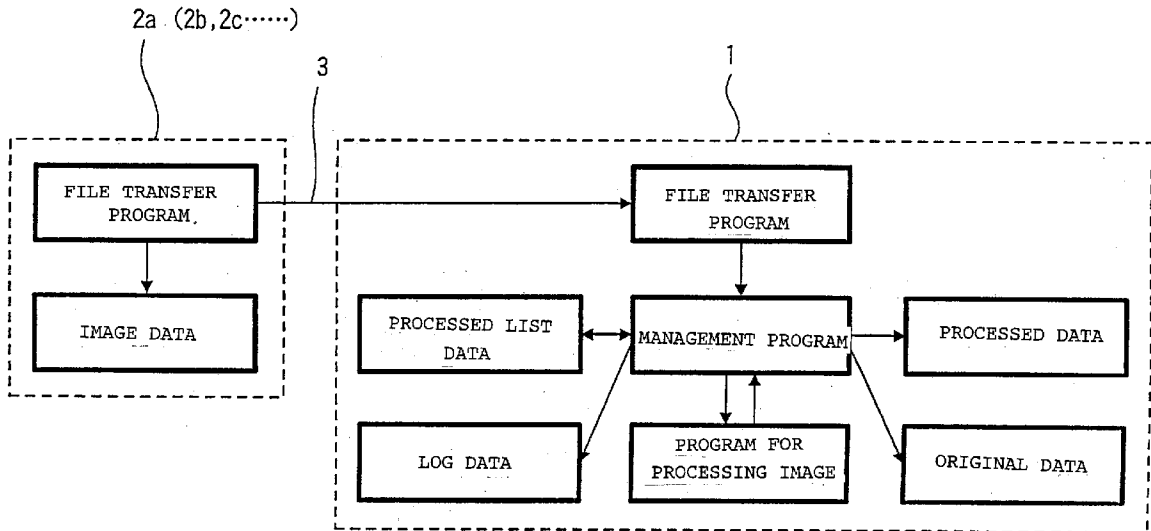 2a (2b,2c……)
3
1
FILE TRANSFER
PROGRAM
IMAGE DATA
FILE TRANSFER
PROGRAM
PROCESSED LIST
DATA
MANAGEMENT PROGRAM
PROCESSED DATA
LOG DATA
PROGRAM FOR
PROCESSING IMAGE
ORIGINAL DATA